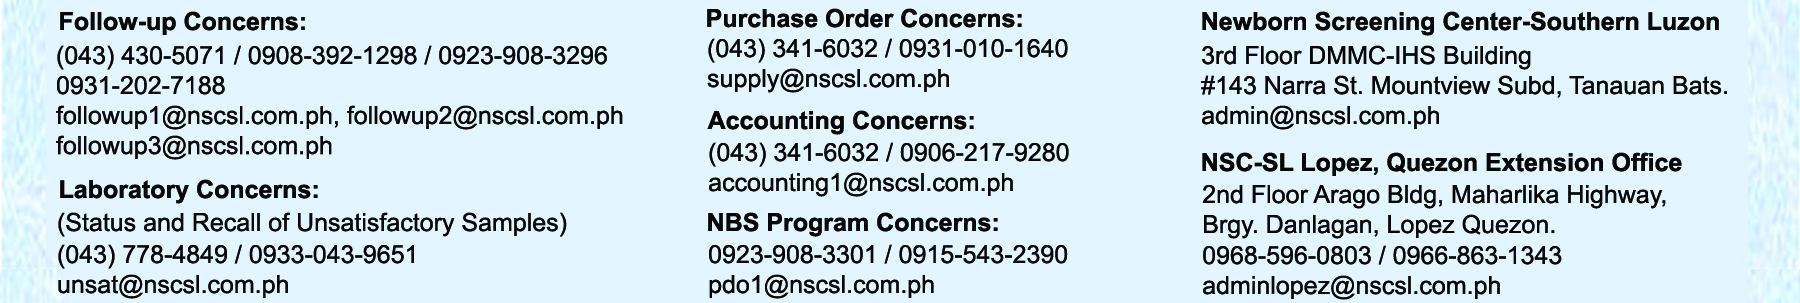 Follow-up Concerns:
(043) 430-5071 / 0908-392-1298 / 0923-908-3296
0931-202-7188
followup1@nscsl.com.ph, followup2@nscsl.com.ph
followup3@nscsl.com.ph
Laboratory Concerns:
(Status and Recall of Unsatisfactory Samples)
(043) 778-4849 / 0933-043-9651
unsat@nscsl.com.ph
Purchase Order Concerns:
(043) 341-6032 / 0931-010-1640
supply@nscsl.com.ph
Accounting Concerns:
(043) 341-6032 / 0906-217-9280
accounting1@nscsl.com.ph
NBS Program Concerns:
0923-908-3301 / 0915-543-2390
pdo1@nscsl.com.ph
Newborn Screening Center-Southern Luzon
3rd Floor DMMC-IHS Building
#143 Narra St. Mountview Subd, Tanauan Bats.
admin@nscsl.com.ph
NSC-SL Lopez, Quezon Extension Office
2nd Floor Arago Bldg, Maharlika Highway,
Brgy. Danlagan, Lopez Quezon.
0968-596-0803 / 0966-863-1343
adminlopez@nscsl.com.ph